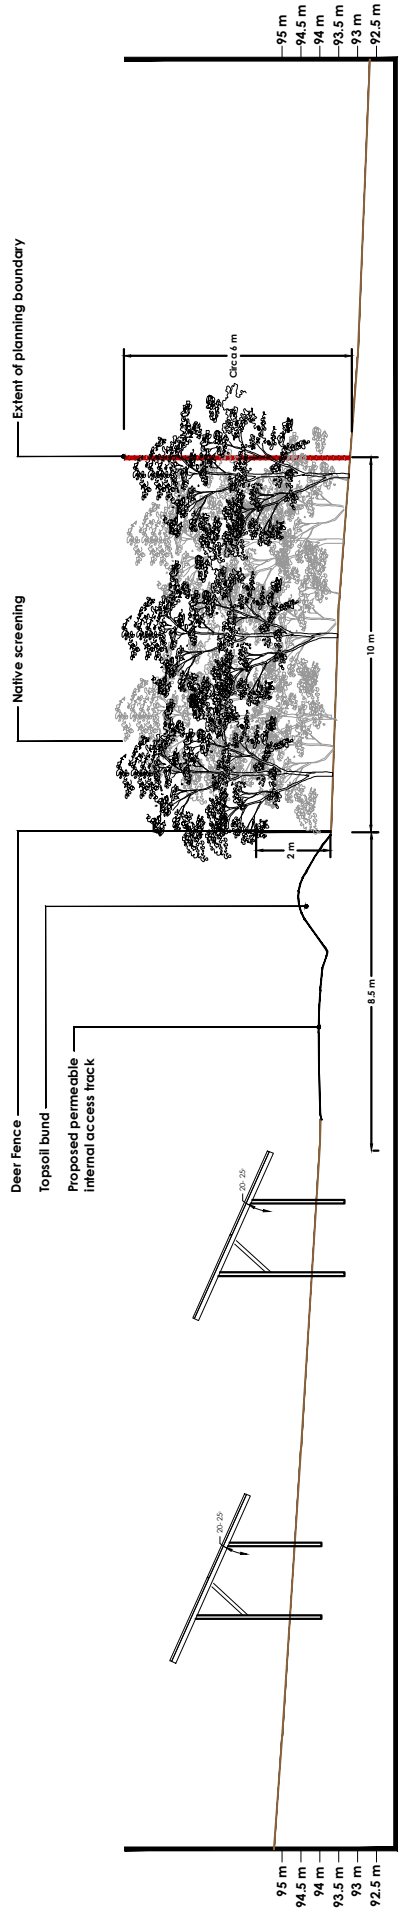 Deer Fence
Topsoil bund
Proposed permeable
internal access track
Native screening
Extent of planning boundary
95 m
94.5 m
94 m
93.5 m
93 m
92.5 m
20- 25·
20- 25·
8.5 m
2 m
10 m
Circa 6 m
95 m
94.5 m
94 m
93.5 m
93 m
92.5 m